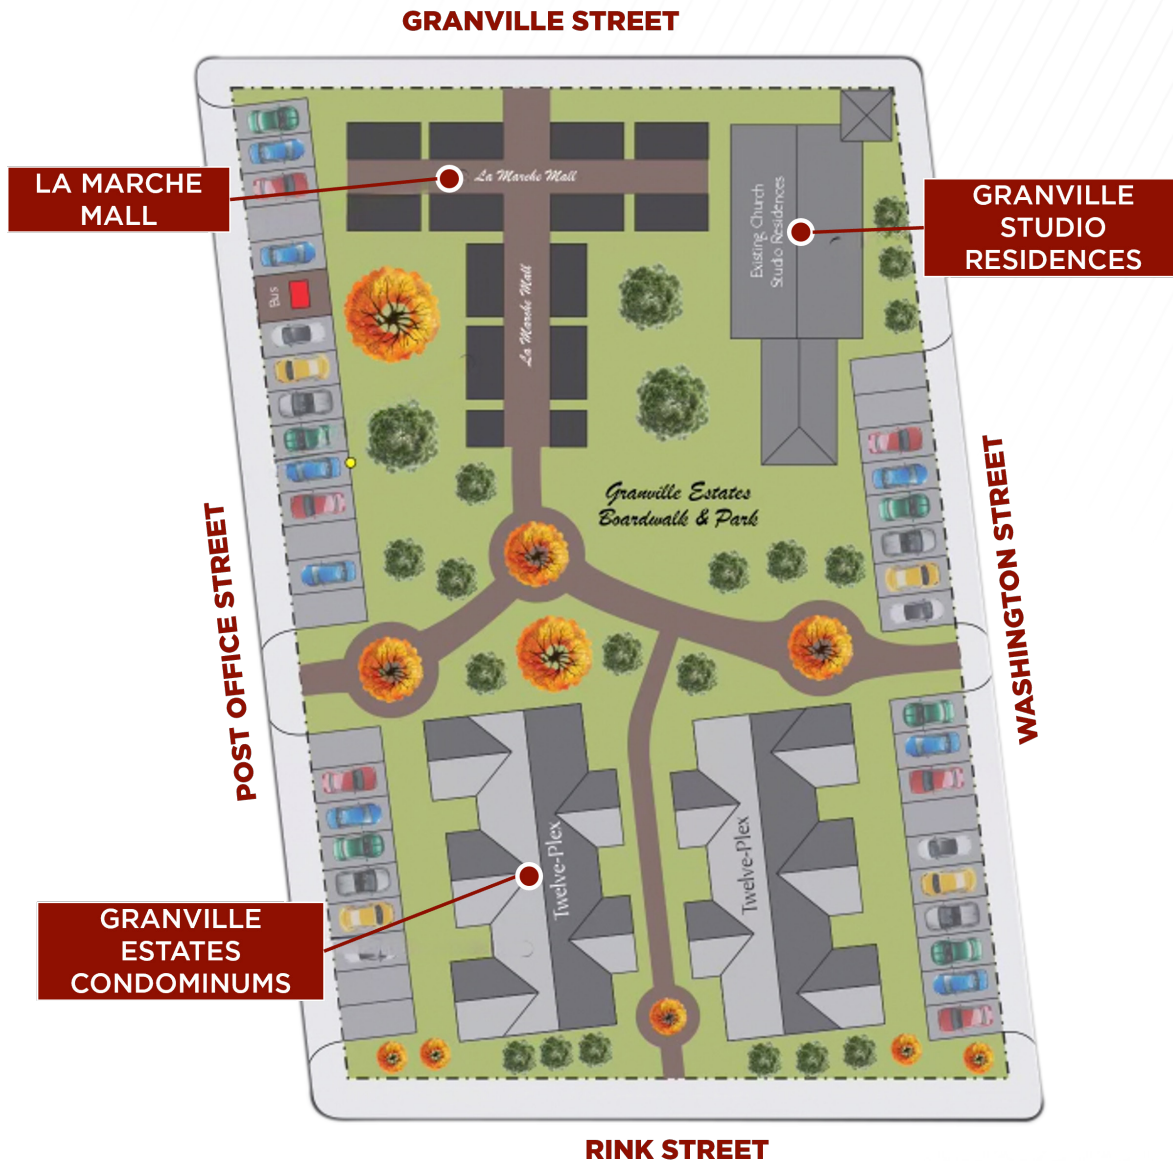 GRANVILLE STREET
LA MARCHE
MALL
La Marche Mall
GRANVILLE
STUDIO
RESIDENCES
Existing Church
Studio Residences
Bus
La Marche Mall
Granville Estates
Boardwalk & Park
POST OFFICE STREET
WASHINGTON STREET
Twelve-Plex
Twelve-Plex
GRANVILLE
ESTATES
CONDOMINUMS
RINK STREET